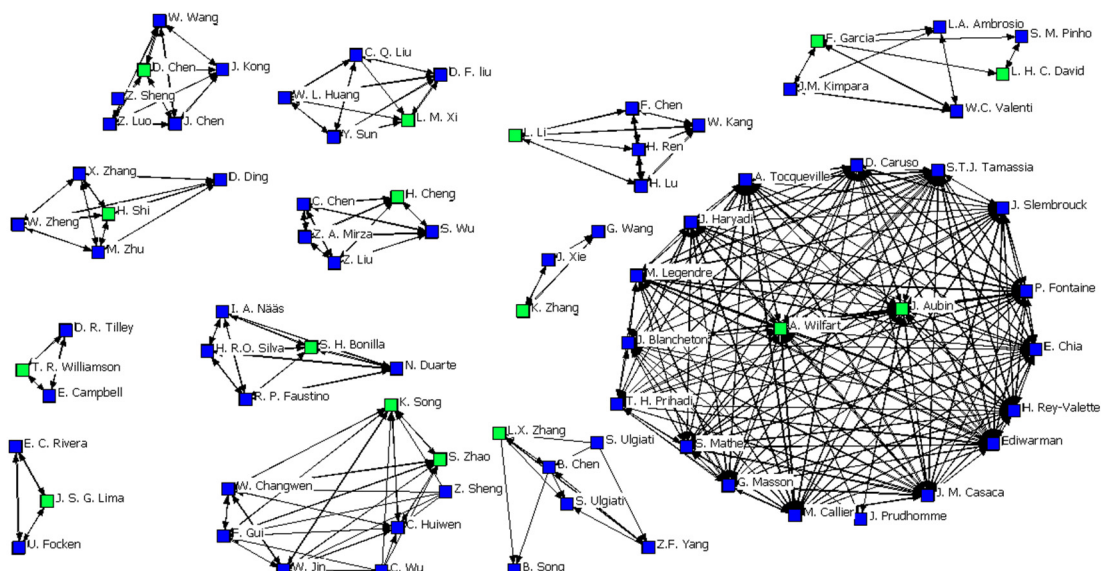 W. Wang
D. Chen
J. Kong
Z. Sheng
Z. Luo
J. Chen
C. Q. Liu
D. F. liu
W. L. Huang
L. M. Xi
Y. Sun
F. Garcia
L.A. Ambrosio
S. M. Pinho
L. H. C. David
J.M. Kimpara
W.C. Valenti
F. Chen
L. Li
W. Kang
H. Ren
H. Lu
X. Zhang
D. Ding
H. Shi
W. Zheng
M. Zhu
C. Chen
H. Cheng
Z. A. Mirza
S. Wu
Z. Liu
G. Wang
J. Xie
K. Zhang
D. Caruso
S.T.J. Tamassia
A. Tocqueville
J. Slembrouck
J. Haryadi
M. Legendre
P. Fontaine
J. Aubin
A. Wilfart
J. Blancheton
E. Chia
T. H. Prihadi
H. Rey-Valette
S. Mathe
Ediwarman
G. Masson
J. M. Casaca
M. Callier
J. Prudhomme
D. R. Tilley
T. R. Williamson
E. Campbell
I. A. Nääs
H. R.O. Silva
S. H. Bonilla
N. Duarte
R. P. Faustino
E. C. Rivera
J. S. G. Lima
U. Focken
K. Song
S. Zhao
W. Changwen
Z. Sheng
F. Gui
C. Huiwen
W. Jin
C. Wu
L.X. Zhang
S. Ulgiati
B. Chen
S. Ulgiati
Z.F. Yang
B. Song